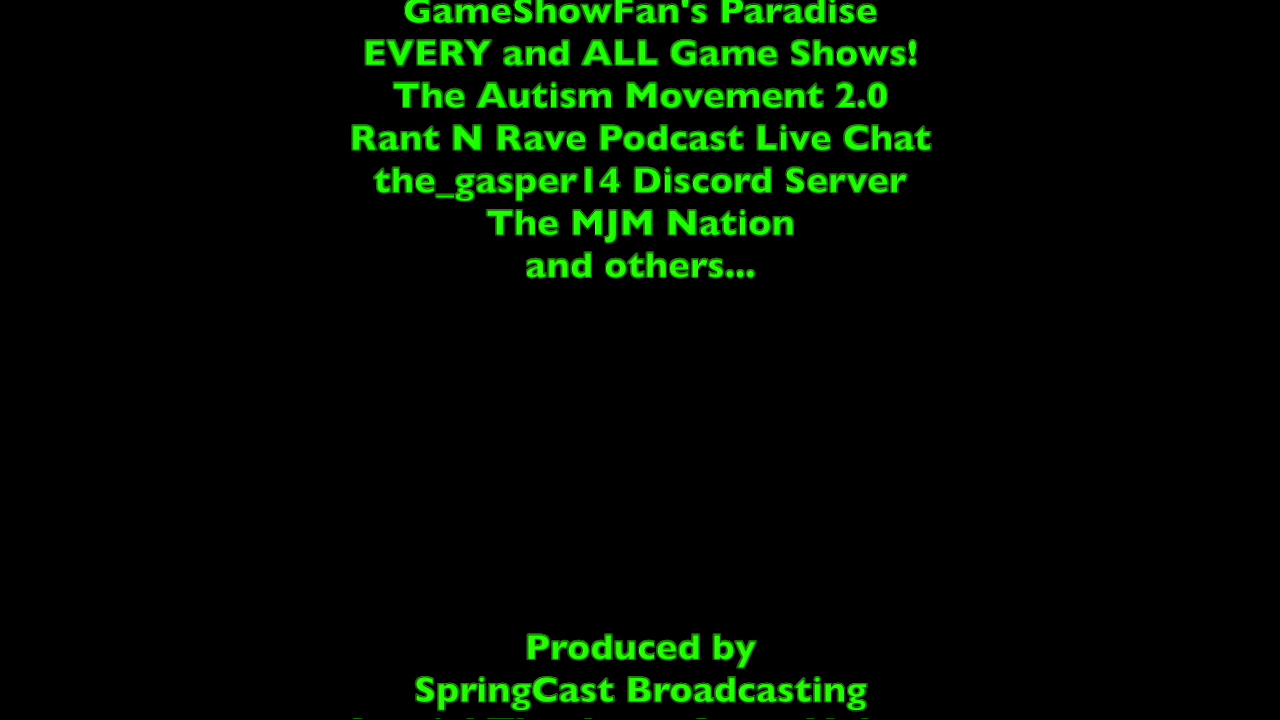 GameShowFan's Paradise
EVERY and ALL Game Shows!
The Autism Movement 2.0
Rant N Rave Podcast Live Chat
the_gasper14 Discord Server
The MJM Nation
and others...
Produced by
SpringCast Broadcasting